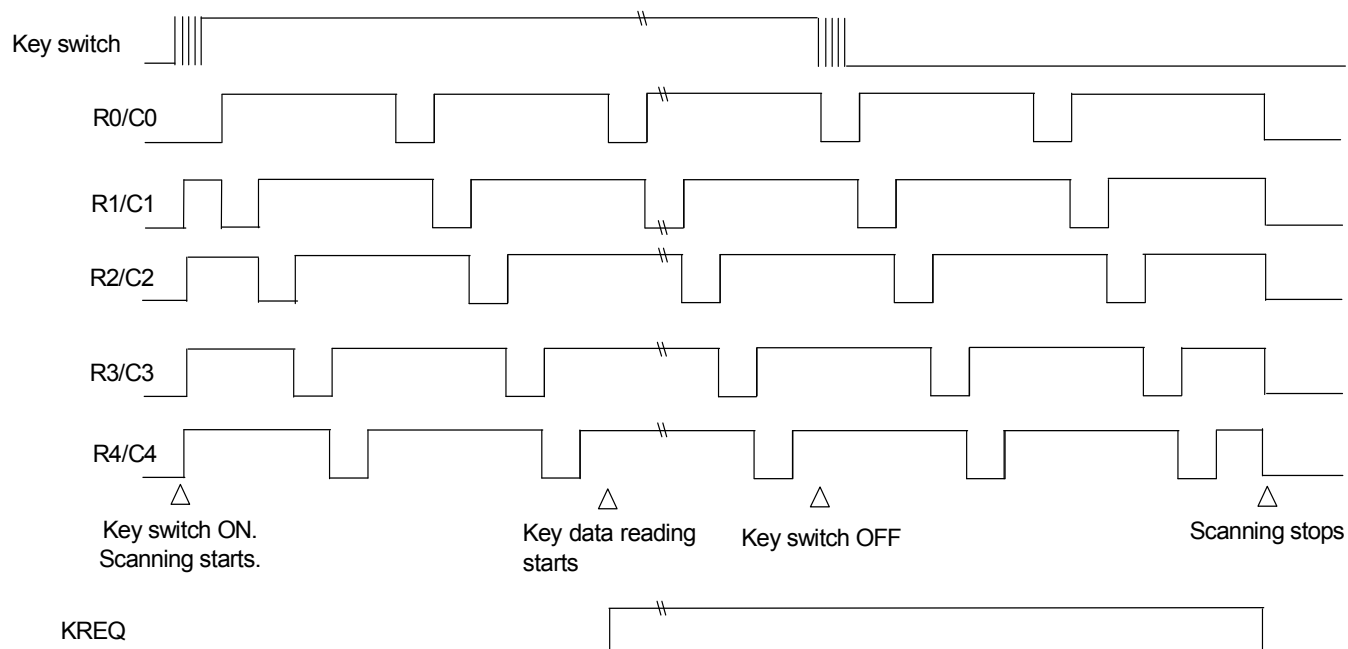 Key switch
R0/C0
R1/C1
R2/C2
R3/C3
R4/C4
Key switch ON.
Scanning starts.
Key data reading
starts
Key switch OFF
Scanning stops
KREQ